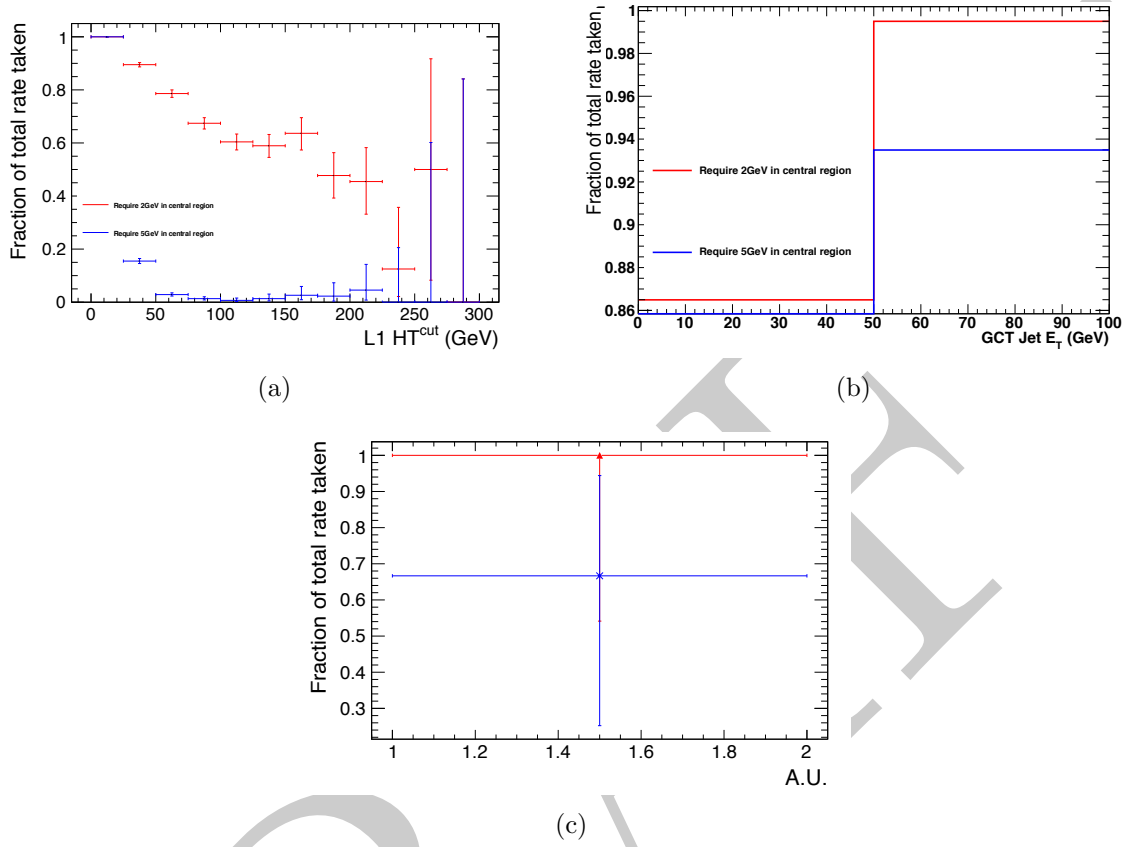 Fraction of total rate taken
1
0.8
0.6
0.4
0.2
0
Require 2GeV in central region
Require 5GeV in central region
0 50 100 150 200 250 300
L1 HT^cut (GeV)
(a)
Fraction of total rate taken
1
0.98
0.96
0.94
0.92
0.9
0.88
0.86
Require 2GeV in central region
Require 5GeV in central region
0 10 20 30 40 50 60 70 80 90 100
GCT Jet E_T (GeV)
(b)
Fraction of total rate taken
1
0.9
0.8
0.7
0.6
0.5
0.4
0.3
1 1.2 1.4 1.6 1.8 2
A.U.
(c)